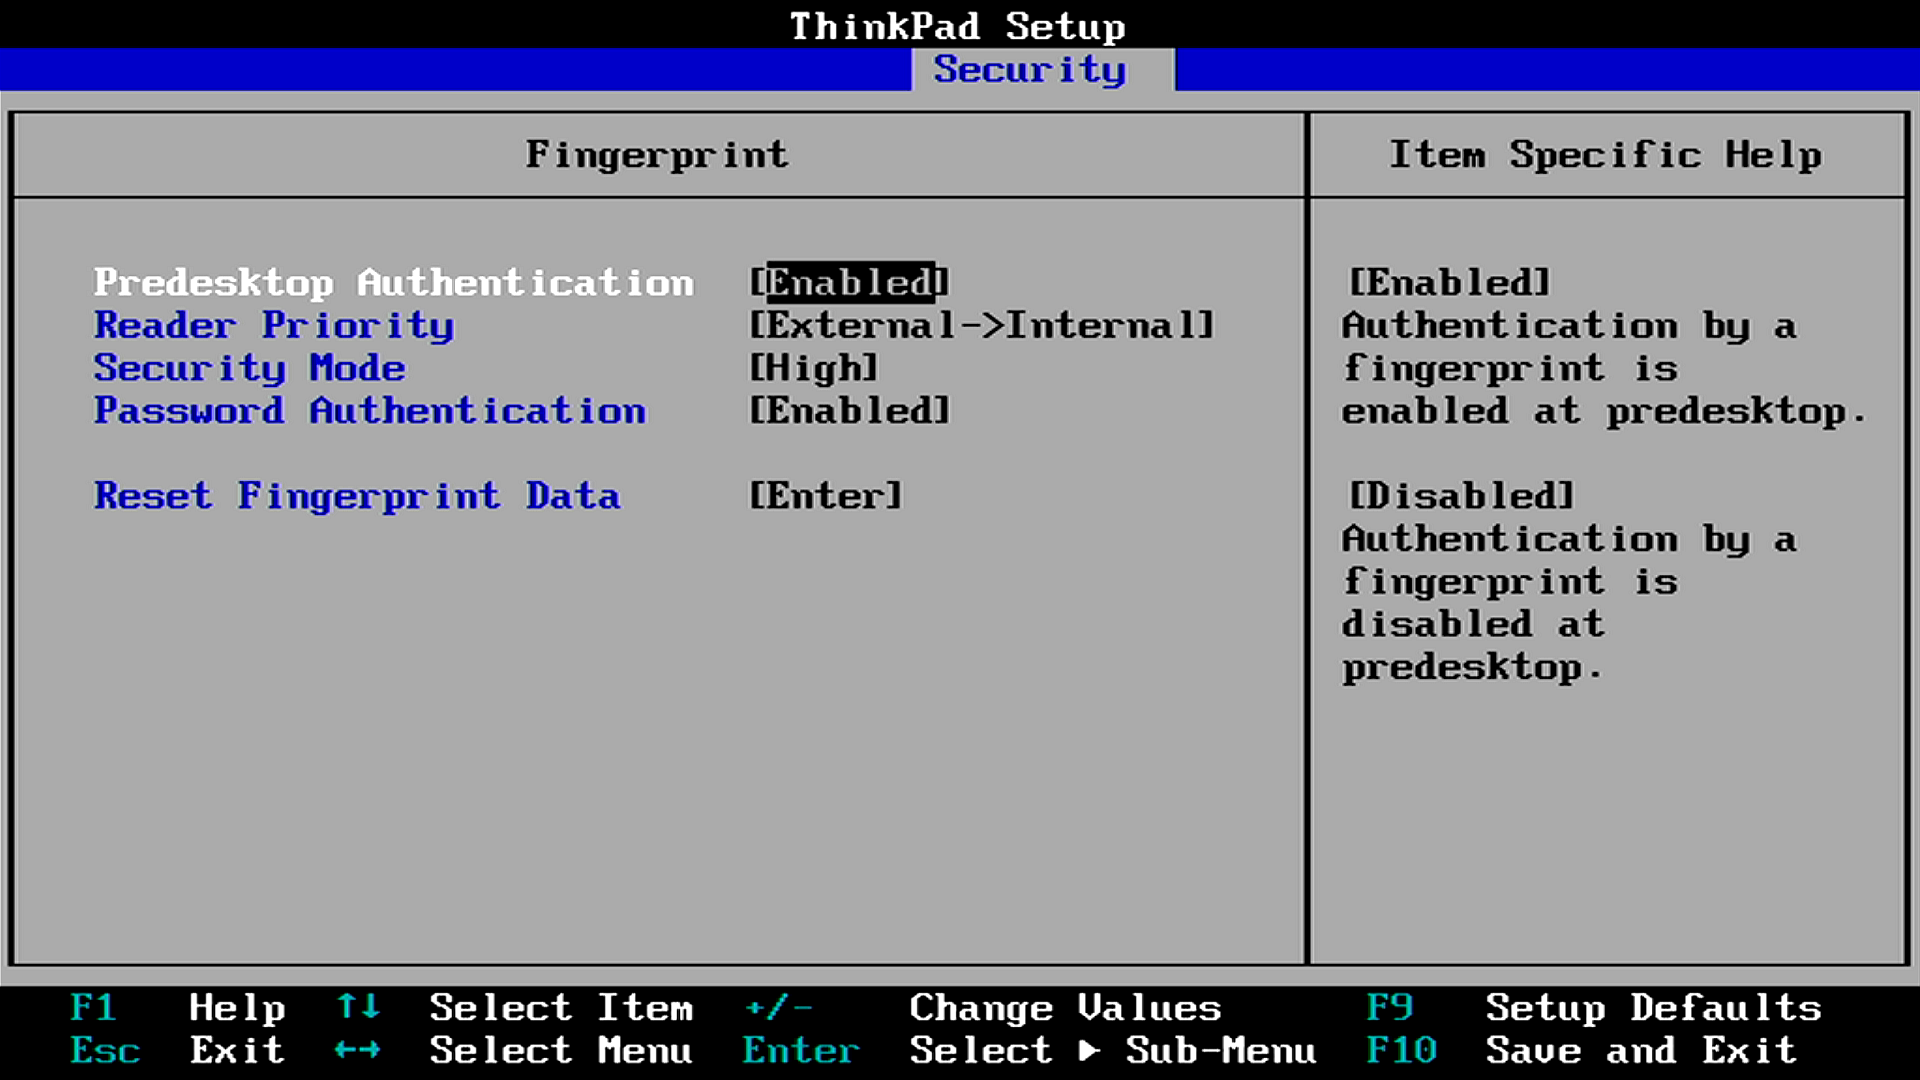 ThinkPad Setup
Security
Fingerprint
Item Specific Help
Predesktop Authentication [Enabled]
Reader Priority [External->Internal]
Security Mode [High]
Password Authentication [Enabled]
Reset Fingerprint Data [Enter]
[Enabled]
Authentication by a
fingerprint is
enabled at predesktop.
[Disabled]
Authentication by a
fingerprint is
disabled at
predesktop.
F1 Help ↑↓ Select Item +/- Change Values F9 Setup Defaults
Esc Exit ←→ Select Menu Enter Select ▶ Sub-Menu F10 Save and Exit